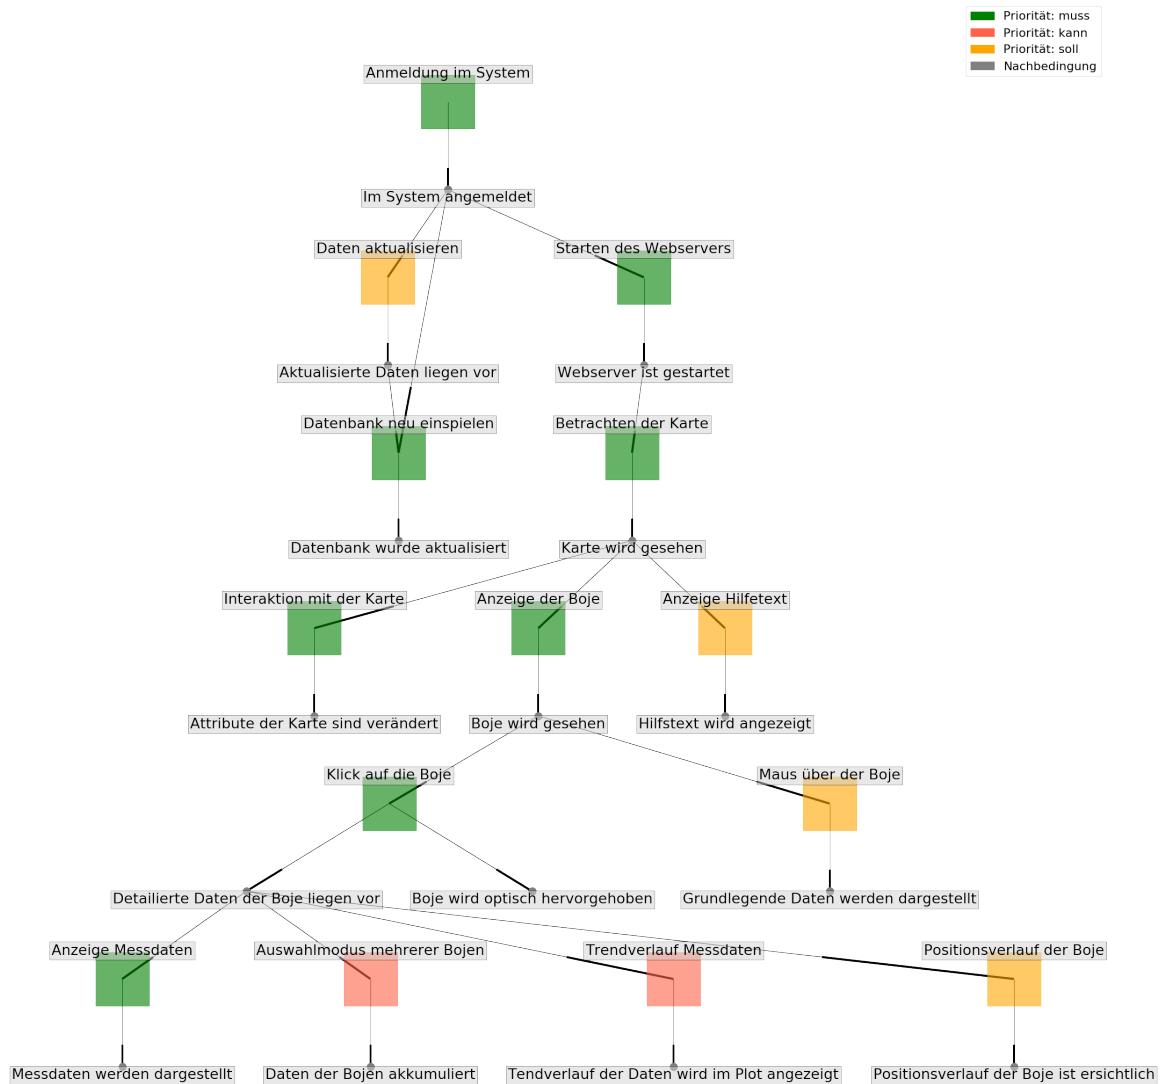 Priorität: muss
Priorität: kann
Priorität: soll
Nachbedingung
Anmeldung im System
Im System angemeldet
Daten aktualisieren
Starten des Webservers
Aktualisierte Daten liegen vor
Webserver ist gestartet
Datenbank neu einspielen
Betrachten der Karte
Datenbank wurde aktualisiert
Karte wird gesehen
Interaktion mit der Karte
Anzeige der Boje
Anzeige Hilfetext
Attribute der Karte sind verändert
Boje wird gesehen
Hilfstext wird angezeigt
Klick auf die Boje
Maus über der Boje
Detailierte Daten der Boje liegen vor
Boje wird optisch hervorgehoben
Grundlegende Daten werden dargestellt
Anzeige Messdaten
Auswahlmodus mehrerer Bojen
Trendverlauf Messdaten
Positionsverlauf der Boje
Messdaten werden dargestellt
Daten der Bojen akkumuliert
Tendverlauf der Daten wird im Plot angezeigt
Positionsverlauf der Boje ist ersichtlich